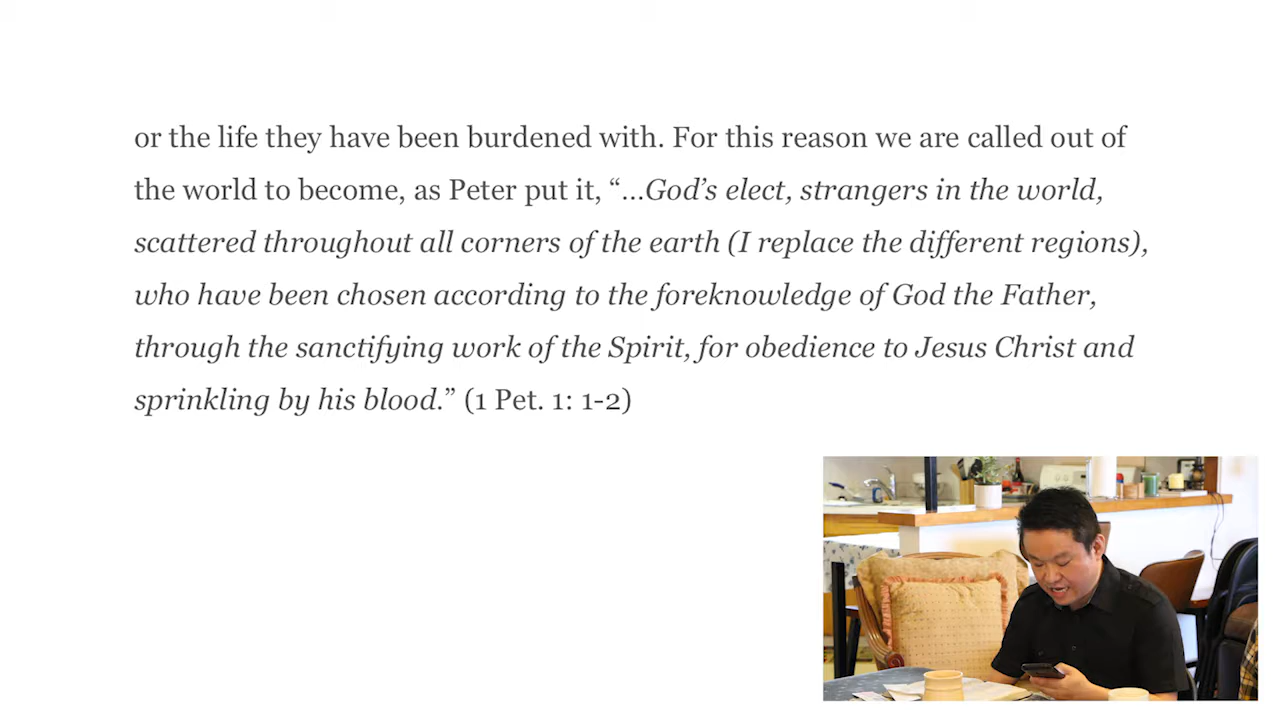 or the life they have been burdened with. For this reason we are called out of
the world to become, as Peter put it, “…God’s elect, strangers in the world,
scattered throughout all corners of the earth (I replace the different regions),
who have been chosen according to the foreknowledge of God the Father,
through the sanctifying work of the Spirit, for obedience to Jesus Christ and
sprinkling by his blood.” (1 Pet. 1: 1-2)